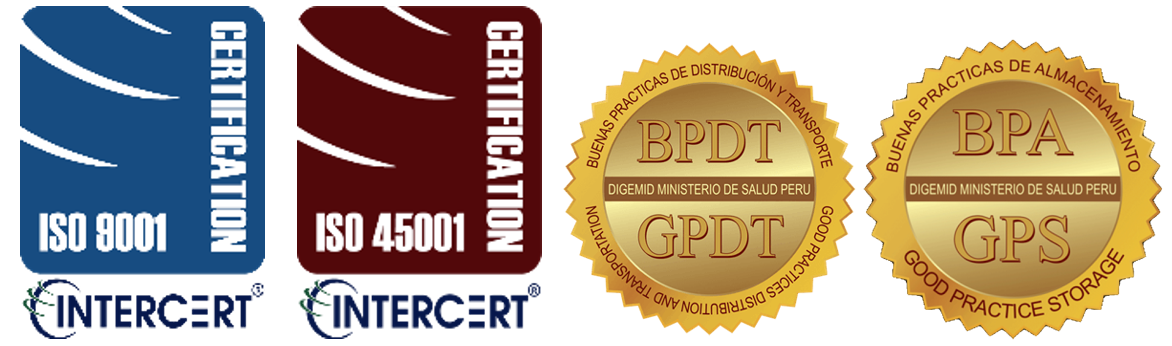 CERTIFICATION
ISO 9001
INTERCERT®
CERTIFICATION
ISO 45001
INTERCERT®
BUENAS PRACTICAS DE DISTRIBUCIÓN Y TRANSPORTE
BPDT
DIGEMID MINISTERIO DE SALUD PERU
GPDT
GOOD PRACTICES DISTRIBUTION AND TRANSPORTATION
BUENAS PRACTICAS DE ALMACENAMIENTO
BPA
DIGEMID MINISTERIO DE SALUD PERU
GPS
GOOD PRACTICE STORAGE